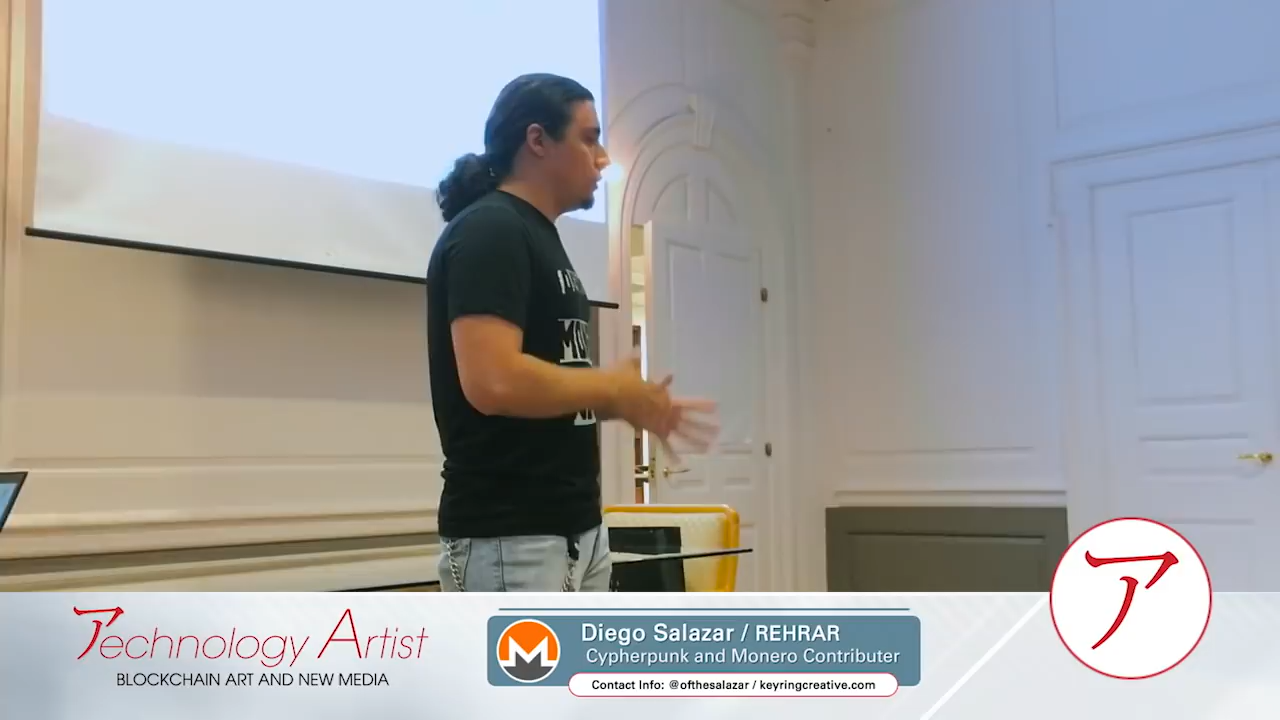 Technology Artist
BLOCKCHAIN ART AND NEW MEDIA
Diego Salazar / REHRAR
Cypherpunk and Monero Contributer
Contact Info: @ofthesalazar / keyringcreative.com
ア